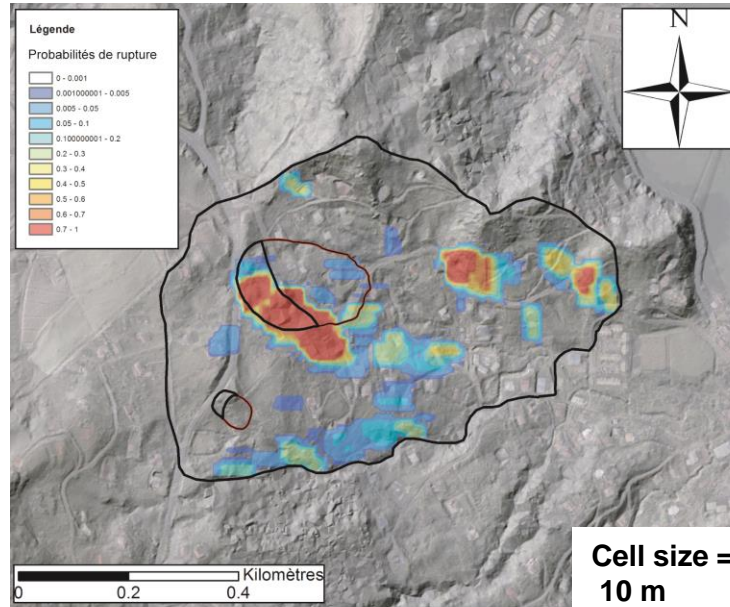 Légende
Probabilités de rupture
0 - 0.001
0.001000001 - 0.005
0.005 - 0.05
0.05 - 0.1
0.100000001 - 0.2
0.2 - 0.3
0.3 - 0.4
0.4 - 0.5
0.5 - 0.6
0.6 - 0.7
0.7 - 1
N
Kilomètres
0 0.2 0.4
Cell size =
10 m